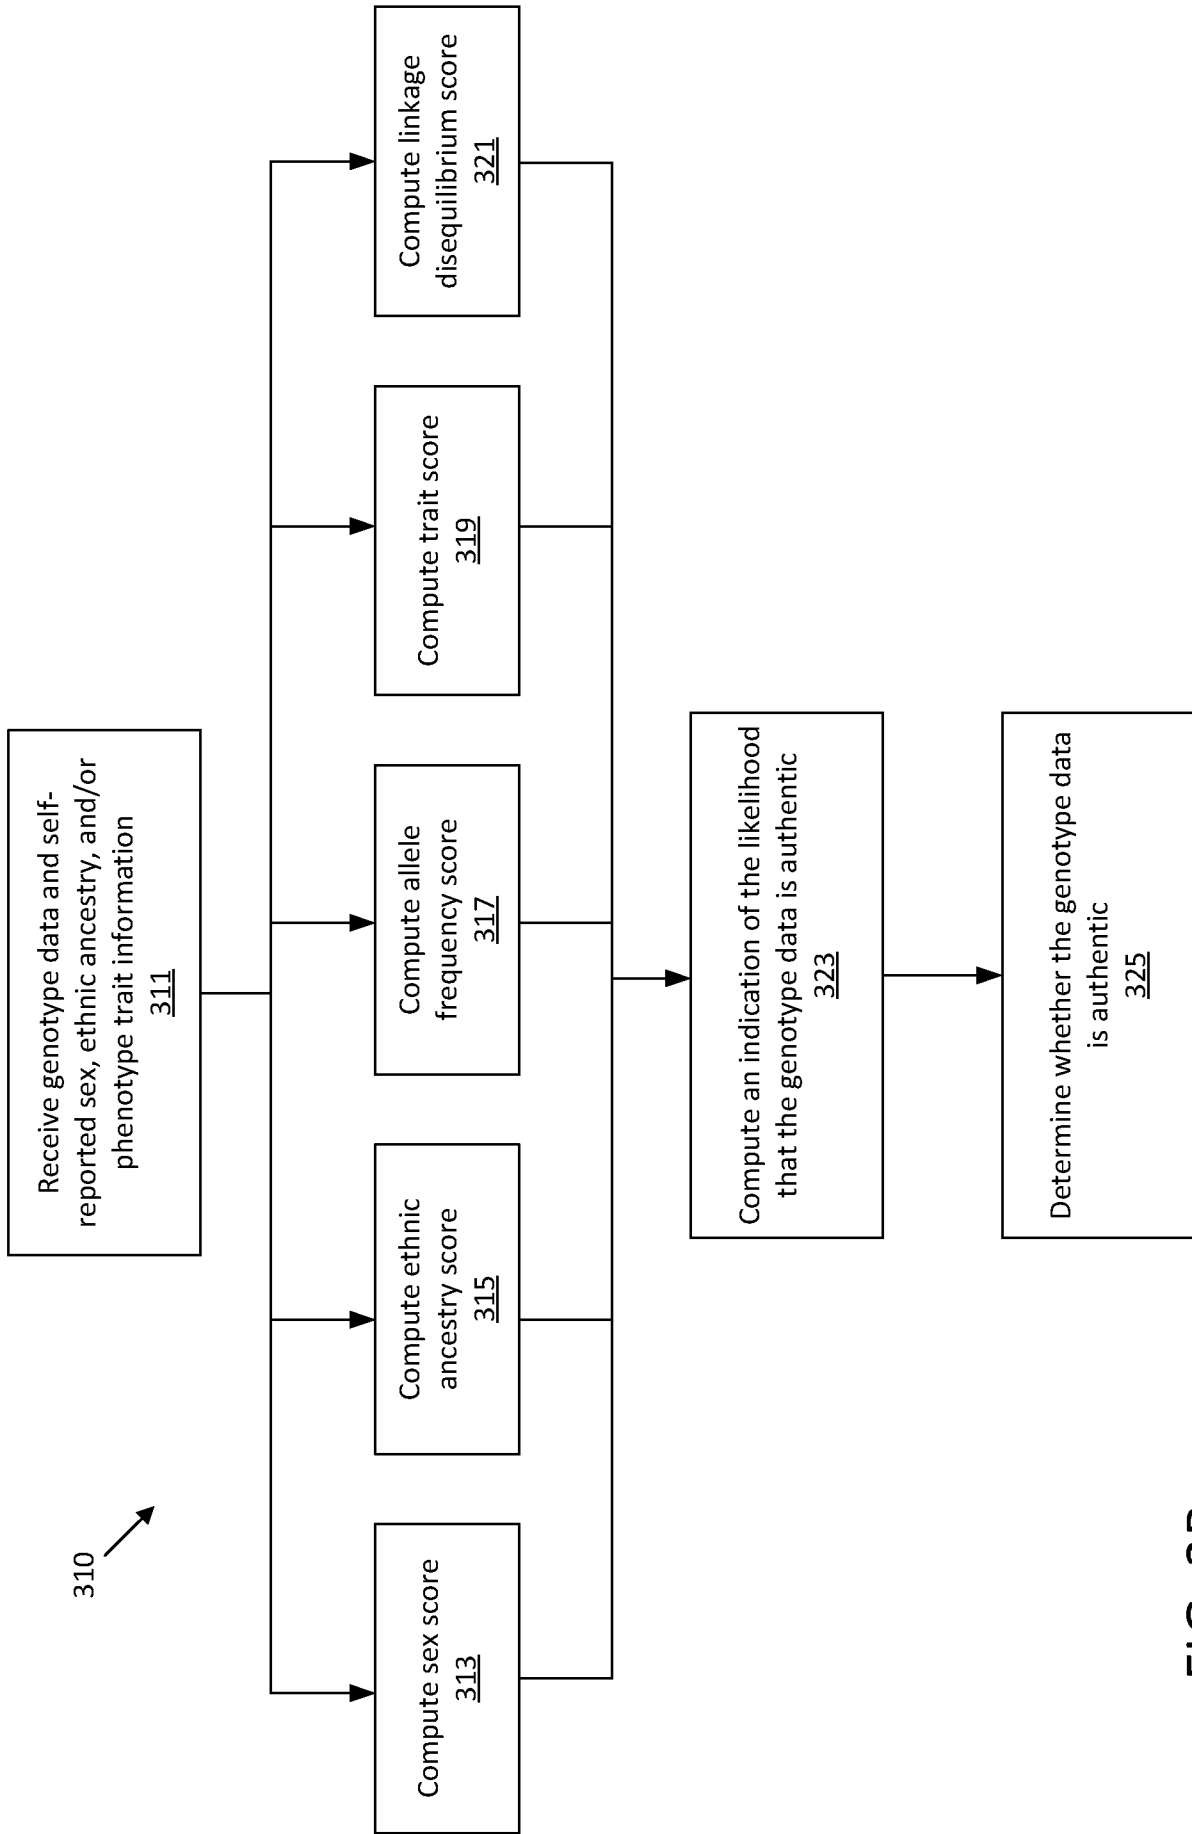 310
Receive genotype data and self-
reported sex, ethnic ancestry, and/or
phenotype trait information
311
Compute sex score
313
Compute ethnic
ancestry score
315
Compute allele
frequency score
317
Compute trait score
319
Compute linkage
disequilibrium score
321
Compute an indication of the likelihood
that the genotype data is authentic
323
Determine whether the genotype data
is authentic
325
FIG